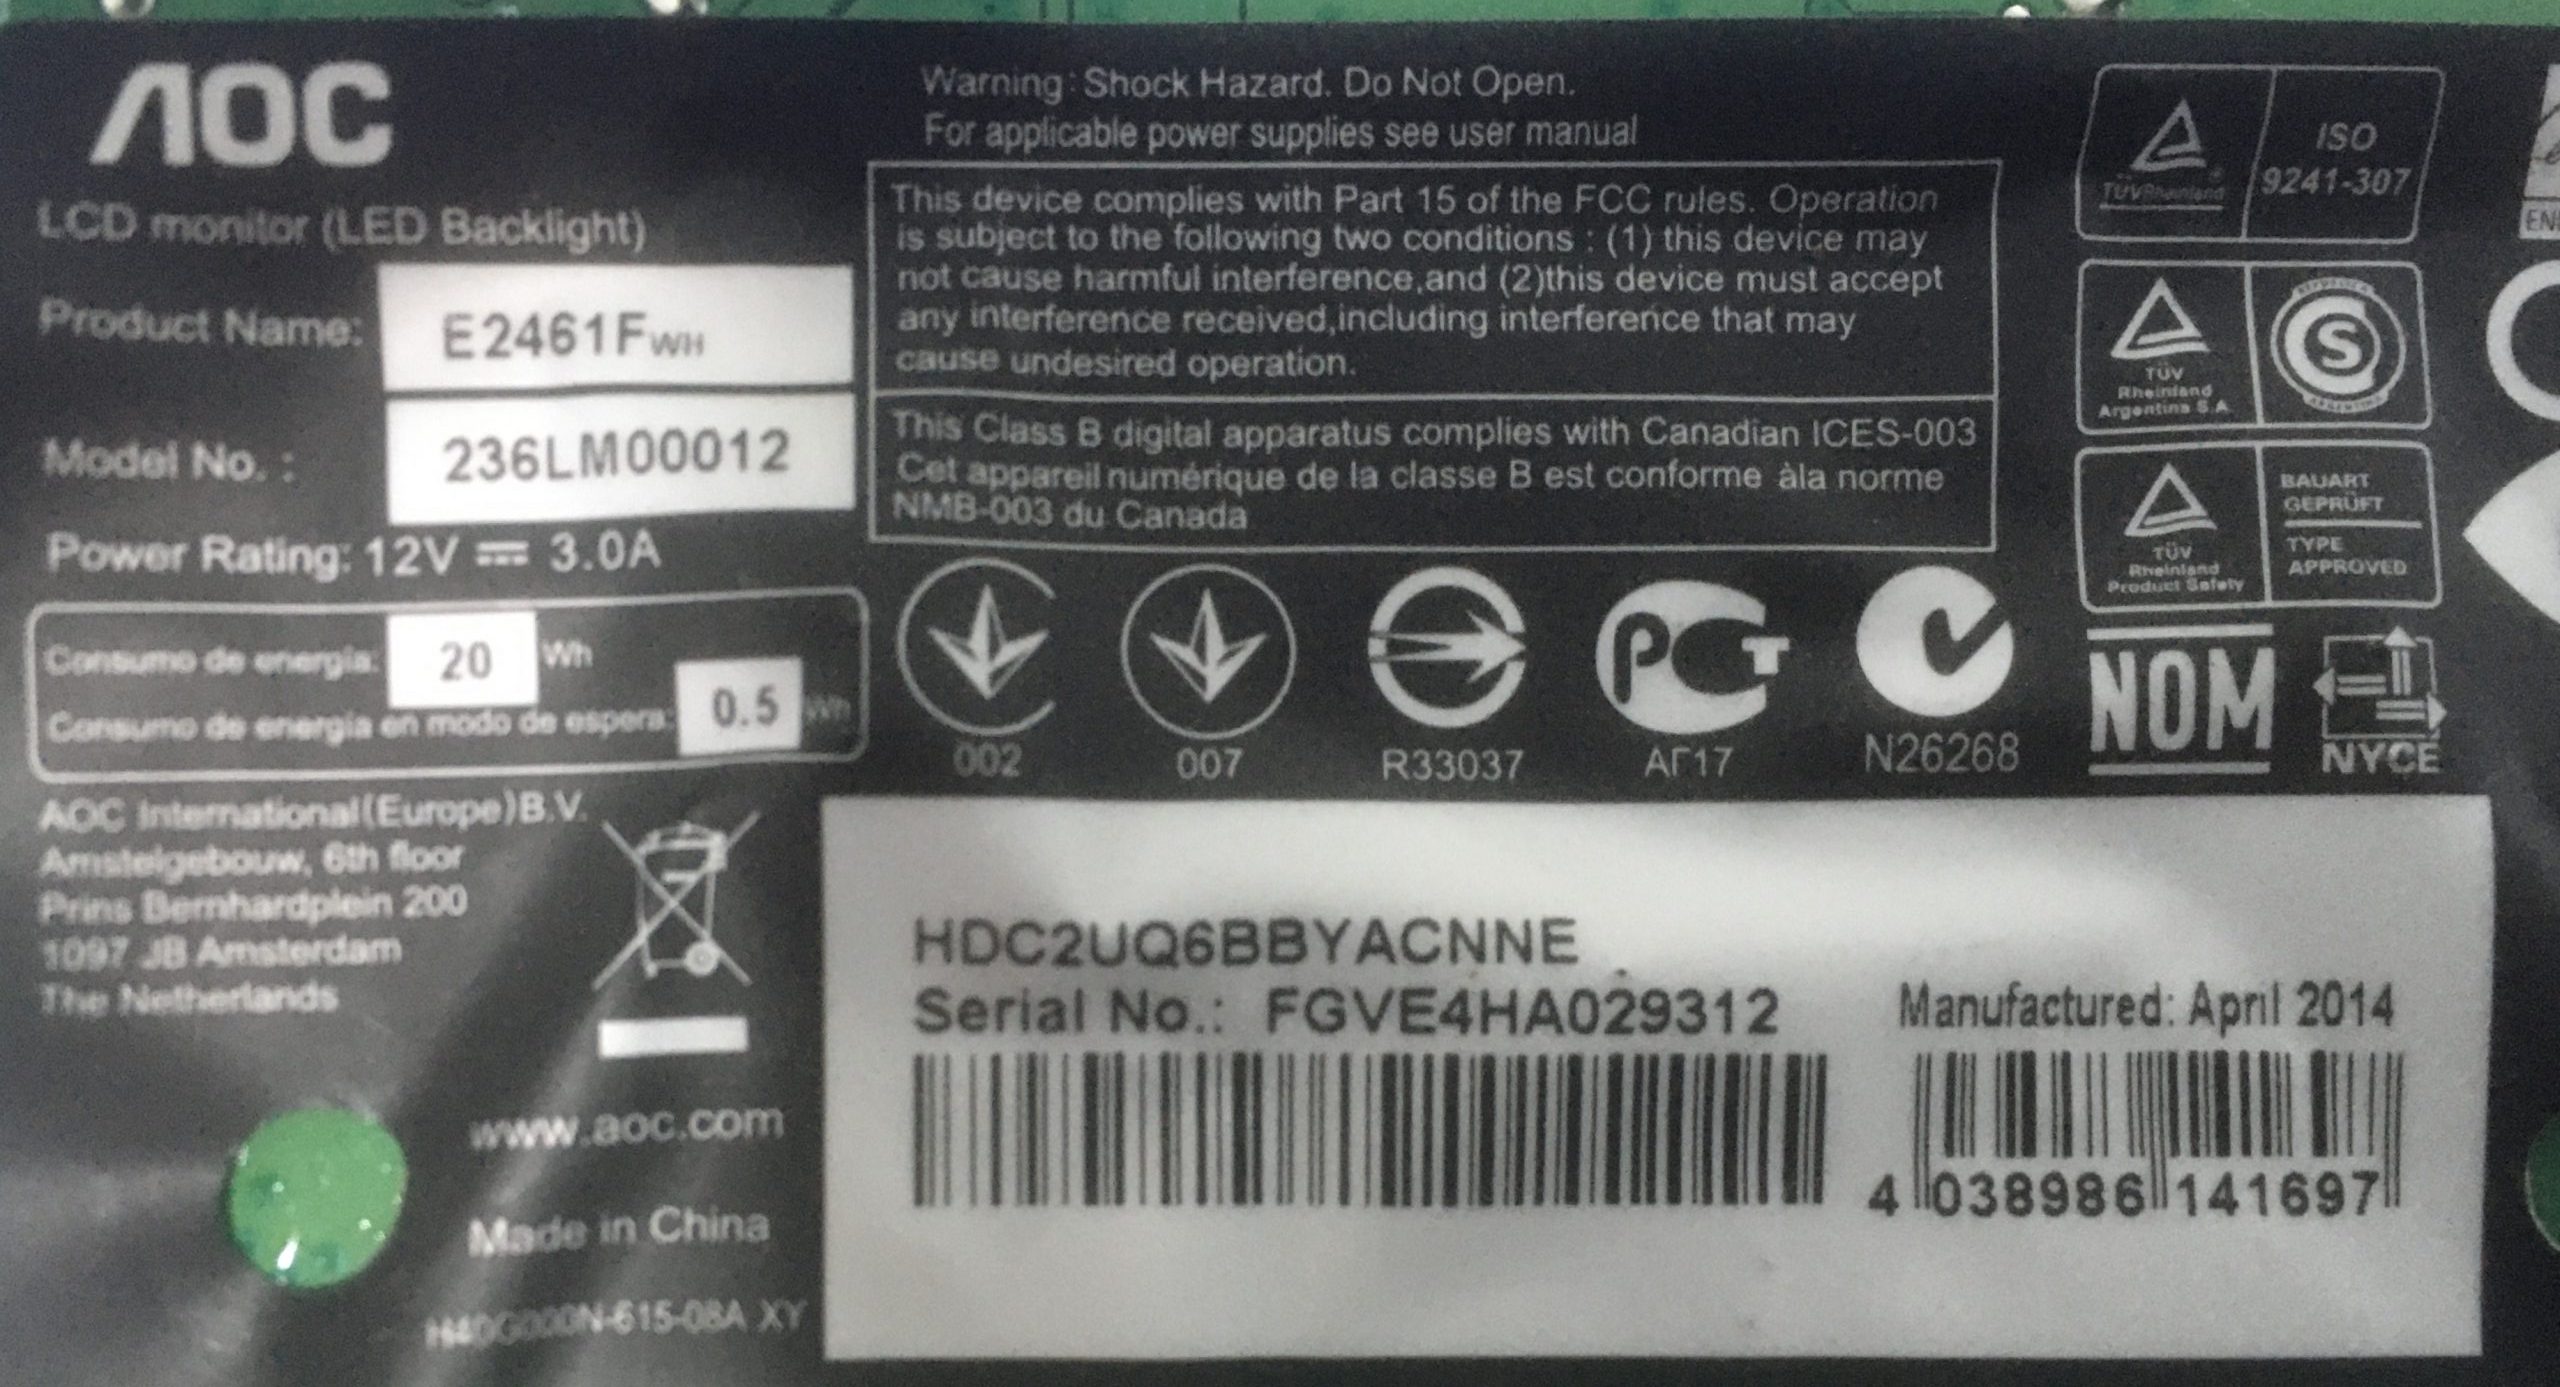 AOC
LCD monitor (LED Backlight)
Product Name: E2461FWH
Model No. : 236LM00012
Power Rating: 12V 3.0A
Consumo de energía: 20 Wh
Consumo de energía en modo de espera: 0.5 Wh
AOC International(Europe)B.V.
Amstelgebouw, 6th floor
Prins Bernhardplein 200
1097 JB Amsterdam
The Netherlands
www.aoc.com
Made in China
H40G000N-615-08A XY
Warning: Shock Hazard. Do Not Open.
For applicable power supplies see user manual
This device complies with Part 15 of the FCC rules. Operation
is subject to the following two conditions : (1) this device may
not cause harmful interference,and (2)this device must accept
any interference received,including interference that may
cause undesired operation.
This Class B digital apparatus complies with Canadian ICES-003
Cet appareil numérique de la classe B est conforme àla norme
NMB-003 du Canada
002
007
R33037
PCT
АГ17
N26268
TÜVRheinland
ISO
9241-307
TÜV
Rheinland
Argentina S.A
S
TÜV
Rheinland
Product Safety
BAUART
GEPRÜFT
TYPE
APPROVED
NOM
NYCE
HDC2UQ6BBYACNNE
Serial No.: FGVE4HA029312
Manufactured: April 2014
4 038986 141697